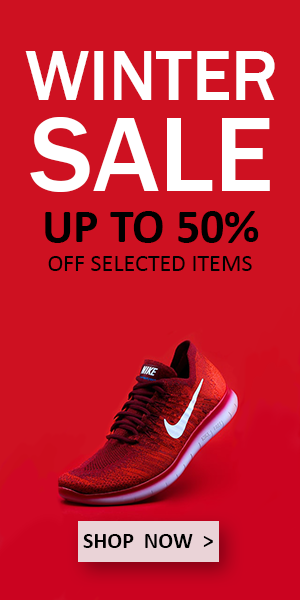 WINTER
SALE
UP TO 50%
OFF SELECTED ITEMS
NIKE
SHOP NOW >